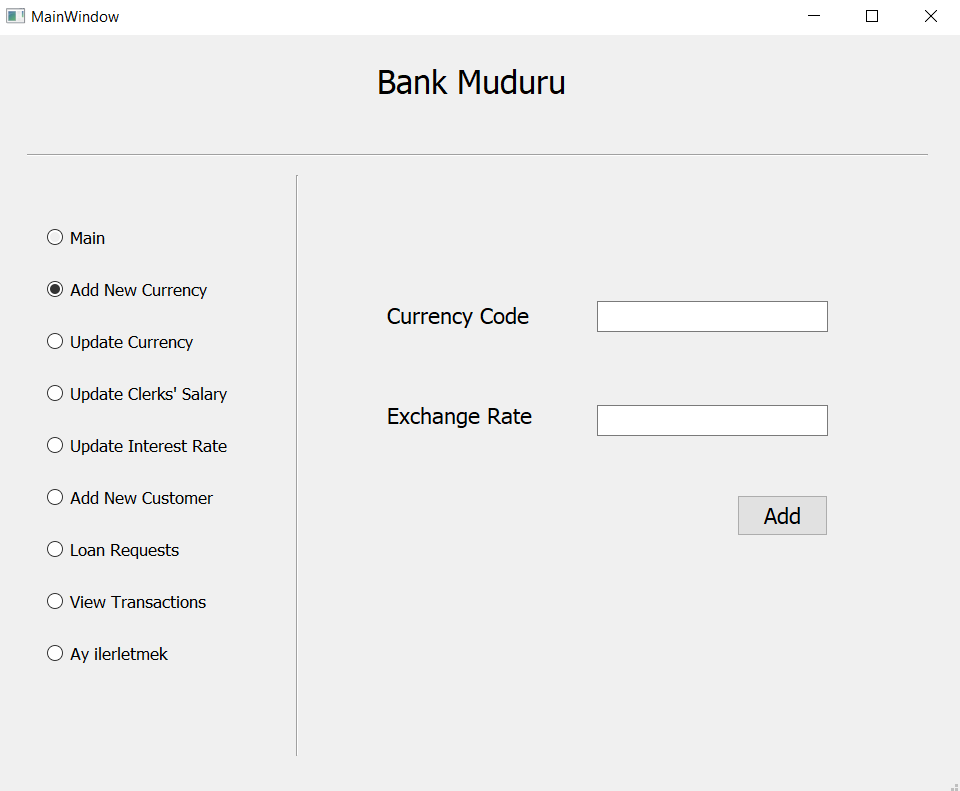 MainWindow
Bank Muduru
Main
Add New Currency
Update Currency
Update Clerks' Salary
Update Interest Rate
Add New Customer
Loan Requests
View Transactions
Ay ilerletmek
Currency Code
Exchange Rate
Add